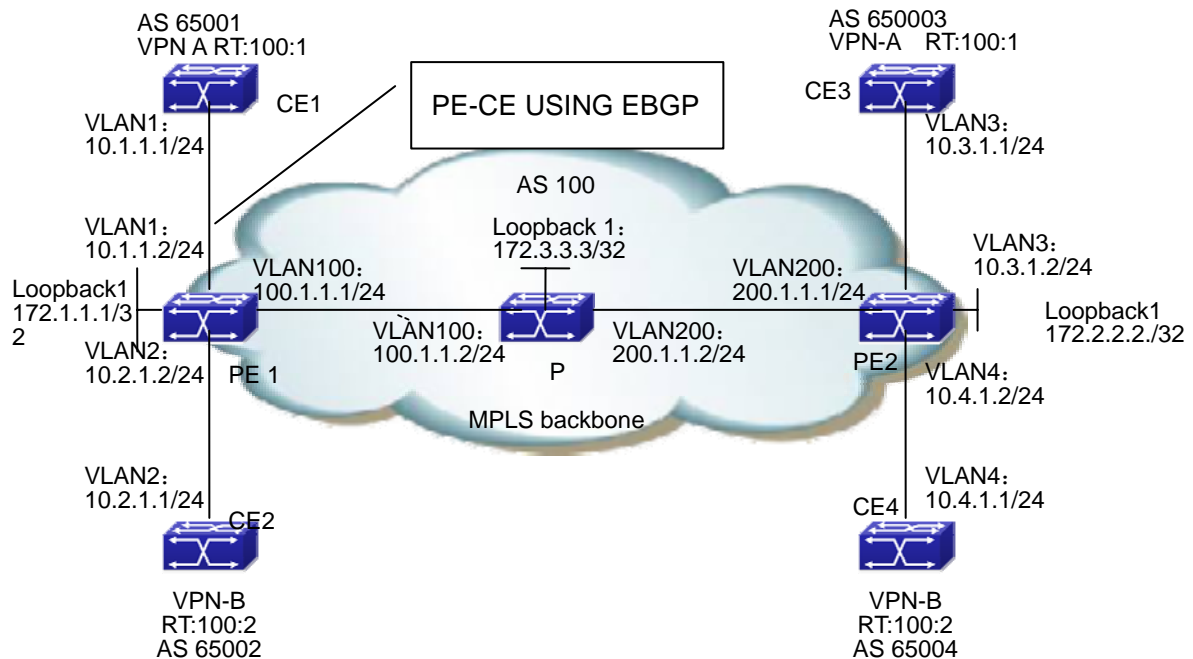 AS 65001
VPN A RT:100:1
CE1
VLAN1：
10.1.1.1/24
PE-CE USING EBGP
AS 650003
VPN-A RT:100:1
CE3
VLAN3：
10.3.1.1/24
AS 100
VLAN1：
10.1.1.2/24
Loopback 1：
172.3.3.3/32
VLAN3：
10.3.1.2/24
Loopback1
172.1.1.1/3
2
VLAN100：
100.1.1.1/24
VLAN200：
200.1.1.1/24
Loopback1
172.2.2.2./32
VLAN100：
100.1.1.2/24
P
VLAN200：
200.1.1.2/24
VLAN2：
10.2.1.2/24
PE 1
PE2
VLAN4：
10.4.1.2/24
MPLS backbone
VLAN2：
10.2.1.1/24
CE2
VLAN4：
10.4.1.1/24
CE4
VPN-B
RT:100:2
AS 65002
VPN-B
RT:100:2
AS 65004